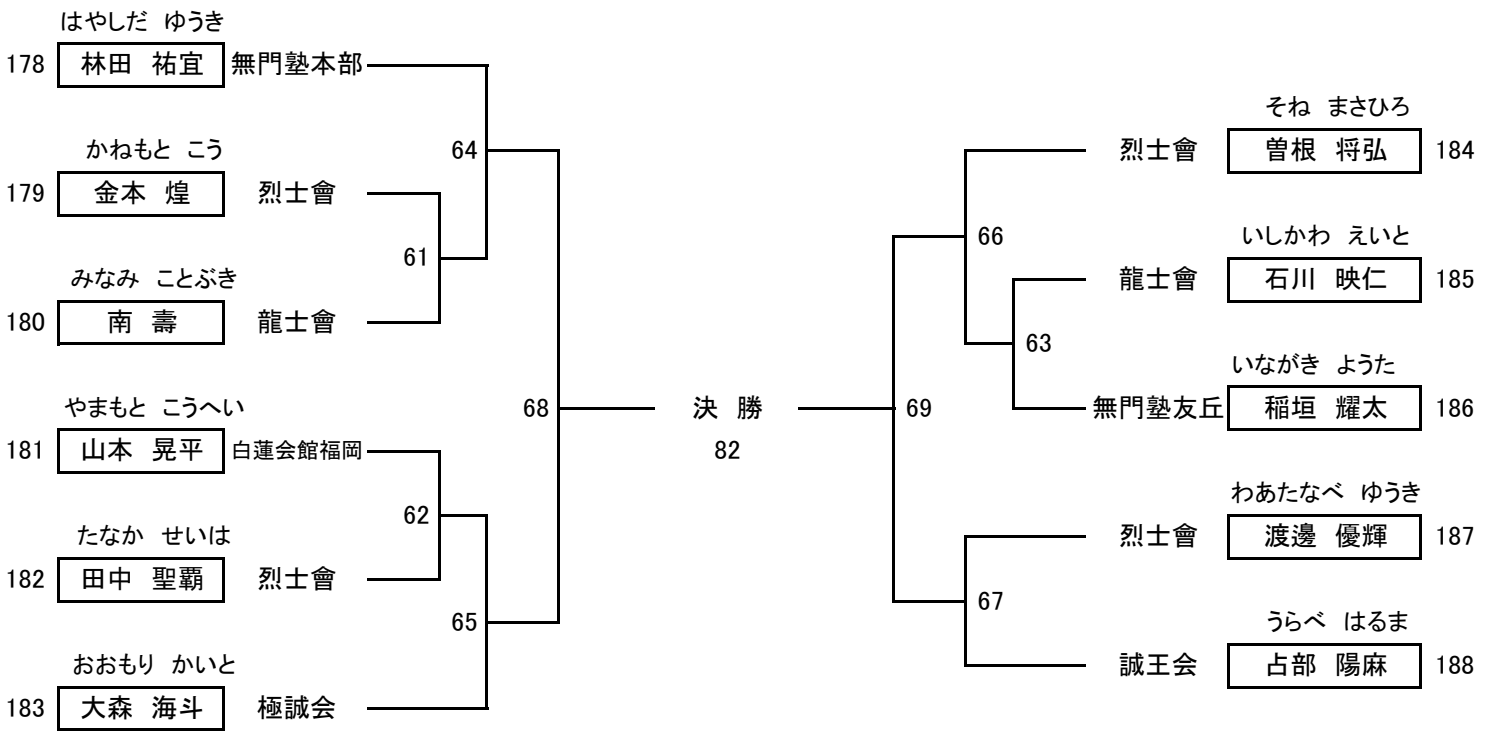 はやしだ ゆうき
178 林田 祐宜 無門塾本部
かねもと こう
179 金本 煌 烈士會
みなみ ことぶき
180 南 壽 龍士會
やまもと こうへい
181 山本 晃平 白蓮会館福岡
たなか せいは
182 田中 聖覇 烈士會
おおもり かいと
183 大森 海斗 極誠会
64
61
68
62
65
決 勝
82
そね まさひろ
烈士會 曽根 将弘 184
いしかわ えいと
龍士會 石川 映仁 185
いながき ようた
無門塾友丘 稲垣 耀太 186
わあたなべ ゆうき
烈士會 渡邊 優輝 187
うらべ はるま
誠王会 占部 陽麻 188
66
63
69
67